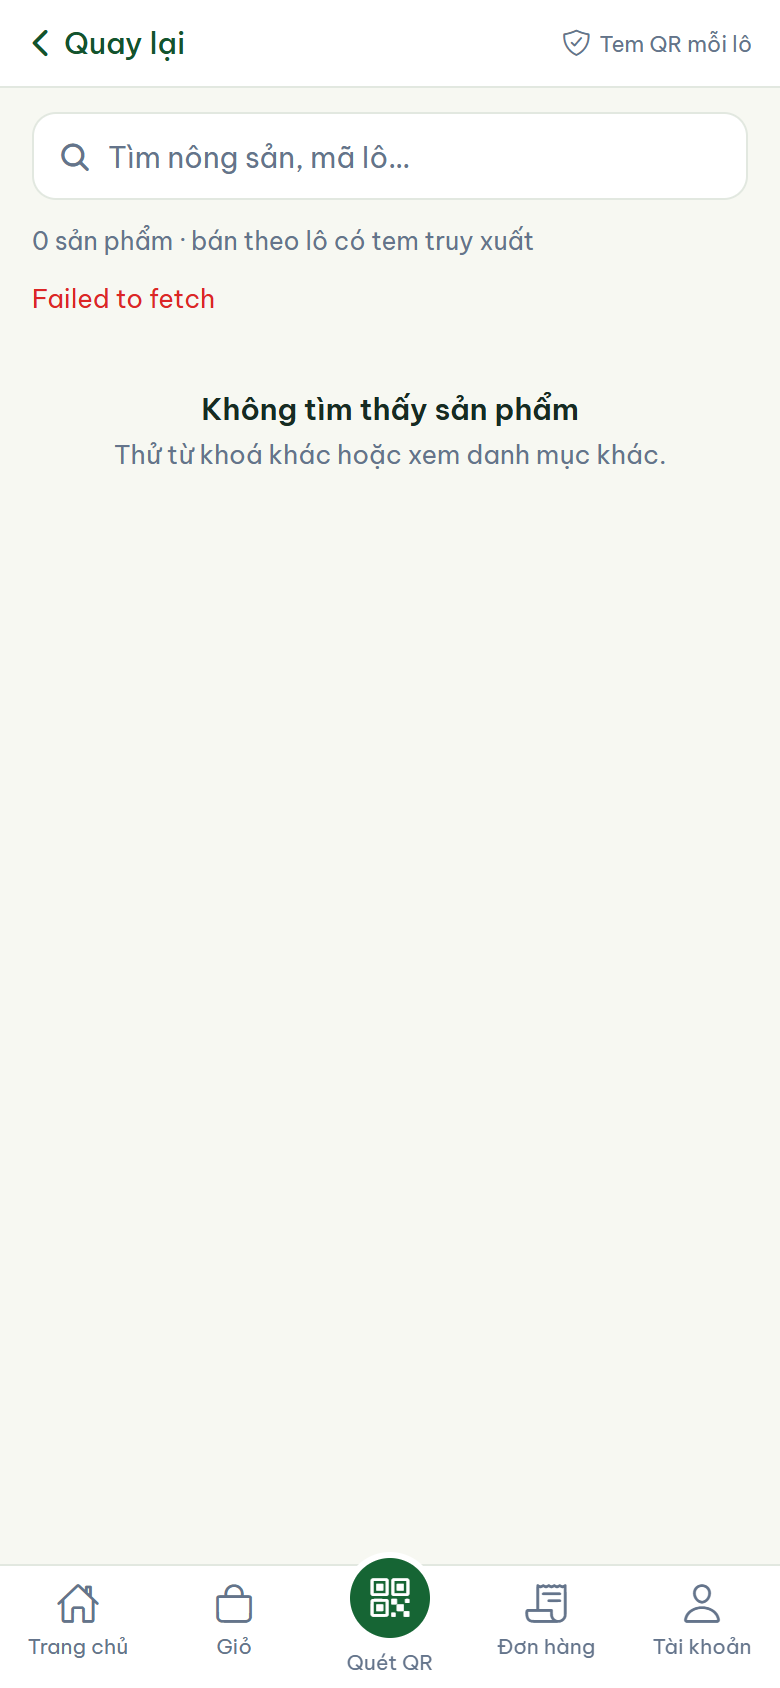 Quay lại
Tem QR mỗi lô
Tìm nông sản, mã lô...
0 sản phẩm · bán theo lô có tem truy xuất
Failed to fetch
Không tìm thấy sản phẩm
Thử từ khoá khác hoặc xem danh mục khác.
Trang chủ
Giỏ
Quét QR
Đơn hàng
Tài khoản